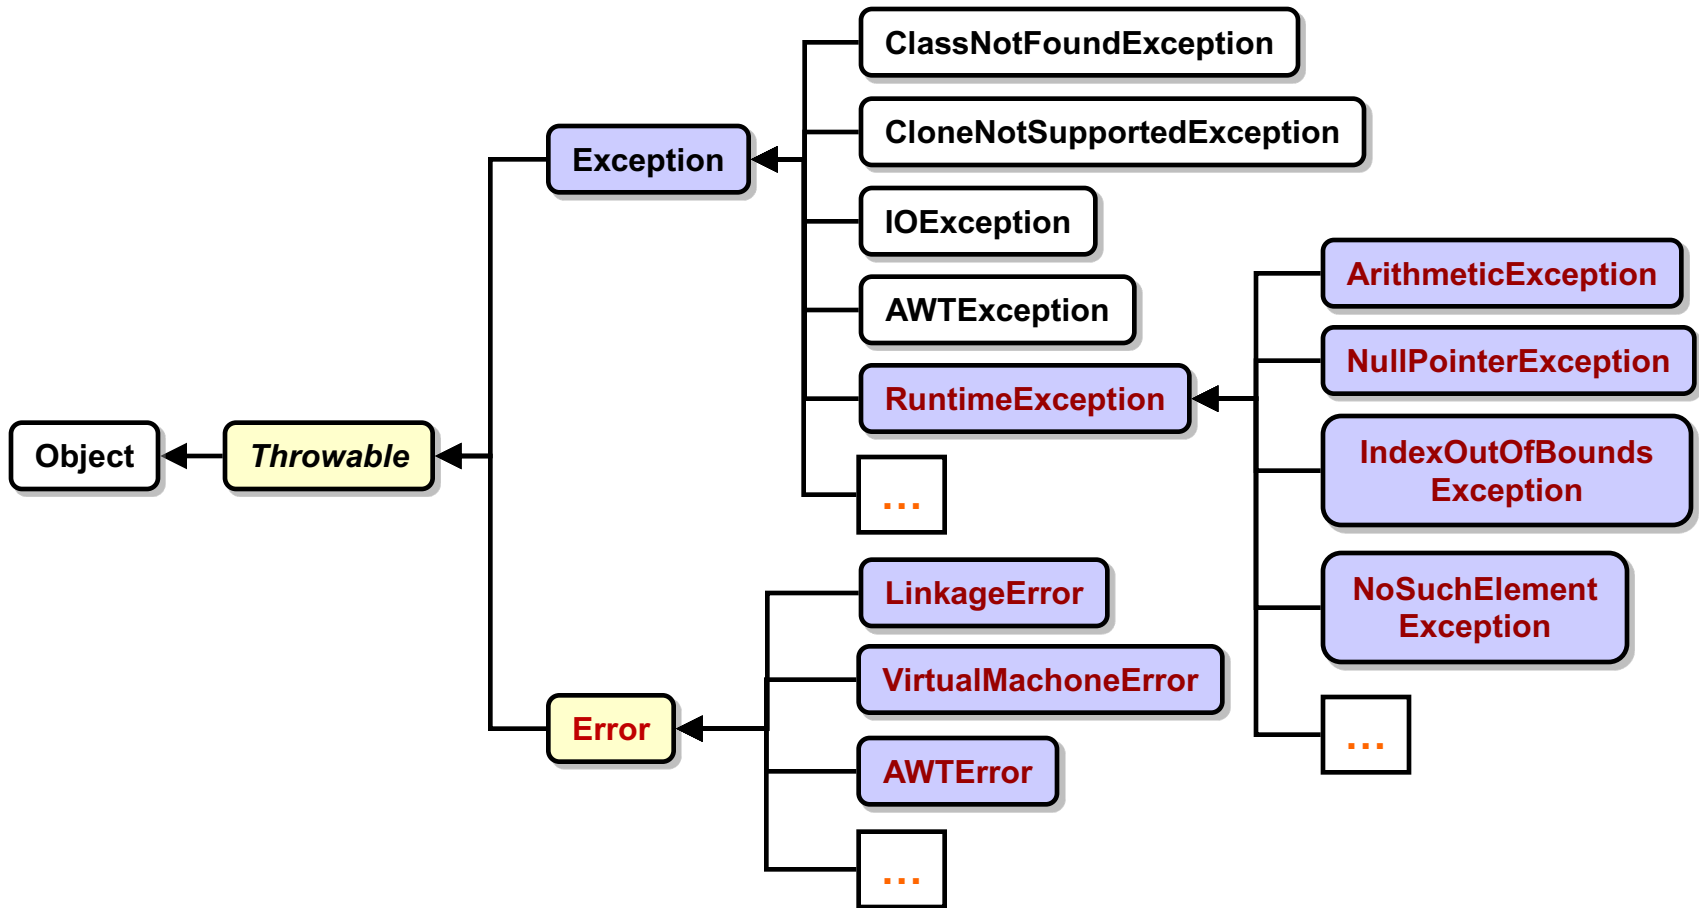 Object
Throwable
Exception
ClassNotFoundException
CloneNotSupportedException
IOException
AWTException
RuntimeException
...
ArithmeticException
NullPointerException
IndexOutOfBounds
Exception
NoSuchElement
Exception
...
Error
LinkageError
VirtualMachoneError
AWTError
...